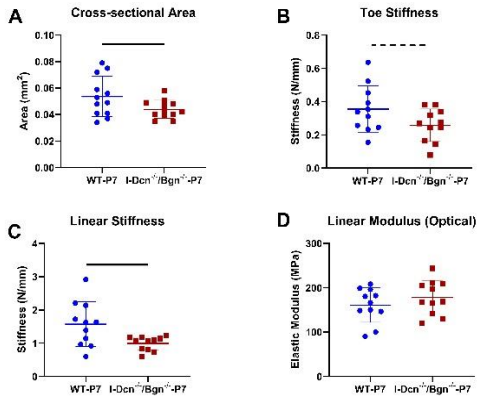 A
Cross-sectional Area
Area (mm²)
0.10
0.08
0.06
0.04
0.02
0.00
WT-P7
I-Dcn⁻/⁻/Bgn⁻/⁻-P7
B
Toe Stiffness
Stiffness (N/mm)
0.8
0.6
0.4
0.2
0.0
WT-P7
I-Dcn⁻/⁻/Bgn⁻/⁻-P7
C
Linear Stiffness
Stiffness (N/mm)
4
3
2
1
0
WT-P7
I-Dcn⁻/⁻/Bgn⁻/⁻-P7
D
Linear Modulus (Optical)
Elastic Modulus (MPa)
300
200
100
0
WT-P7
I-Dcn⁻/⁻/Bgn⁻/⁻-P7